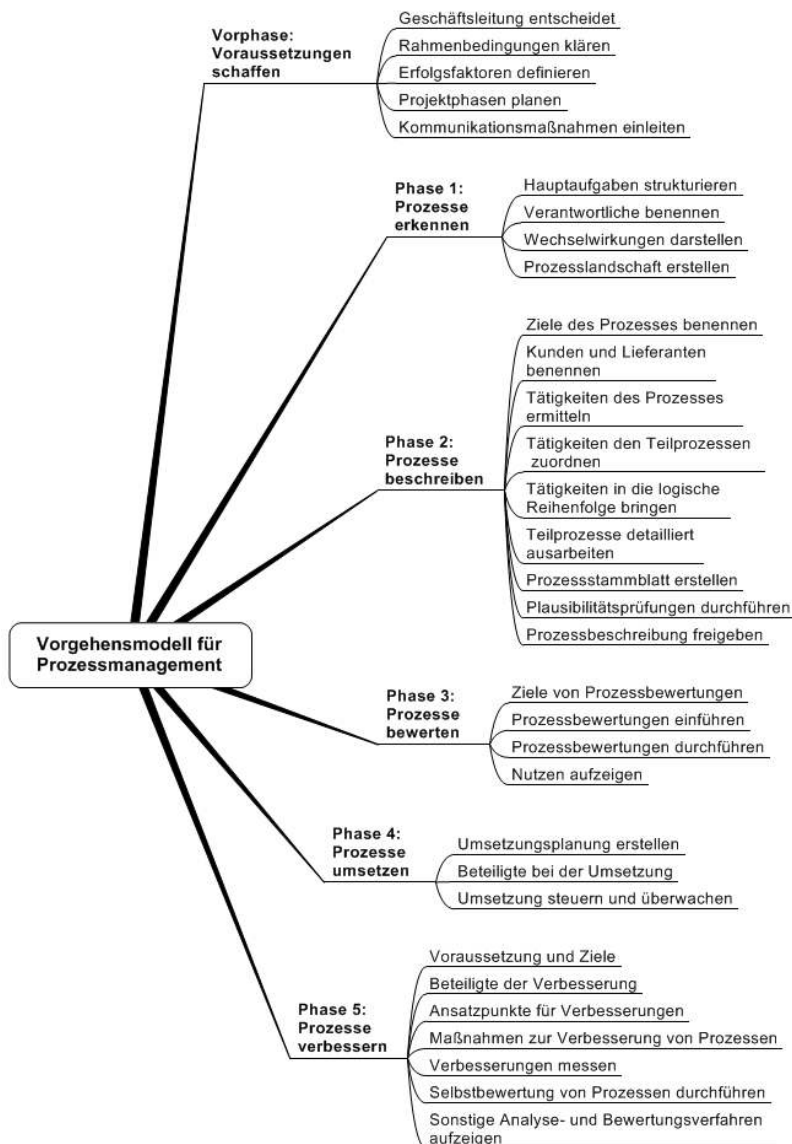 Vorphase:
Voraussetzungen
schaffen
Geschäftsleitung entscheidet
Rahmenbedingungen klären
Erfolgsfaktoren definieren
Projektphasen planen
Kommunikationsmaßnahmen einleiten
Phase 1:
Prozesse
erkennen
Hauptaufgaben strukturieren
Verantwortliche benennen
Wechselwirkungen darstellen
Prozesslandschaft erstellen
Phase 2:
Prozesse
beschreiben
Ziele des Prozesses benennen
Kunden und Lieferanten
benennen
Tätigkeiten des Prozesses
ermitteln
Tätigkeiten den Teilprozessen
zuordnen
Tätigkeiten in die logische
Reihenfolge bringen
Teilprozesse detailliert
ausarbeiten
Prozessstammblatt erstellen
Plausibilitätsprüfungen durchführen
Prozessbeschreibung freigeben
Vorgehensmodell für
Prozessmanagement
Phase 3:
Prozesse
bewerten
Ziele von Prozessbewertungen
Prozessbewertungen einführen
Prozessbewertungen durchführen
Nutzen aufzeigen
Phase 4:
Prozesse
umsetzen
Umsetzungsplanung erstellen
Beteiligte bei der Umsetzung
Umsetzung steuern und überwachen
Phase 5:
Prozesse
verbessern
Voraussetzung und Ziele
Beteiligte der Verbesserung
Ansatzpunkte für Verbesserungen
Maßnahmen zur Verbesserung von Prozessen
Verbesserungen messen
Selbstbewertung von Prozessen durchführen
Sonstige Analyse- und Bewertungsverfahren
aufzeigen